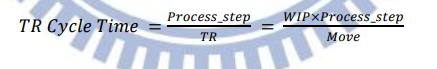 TR Cycle Time = Process_step / TR = WIP×Process_step / Move